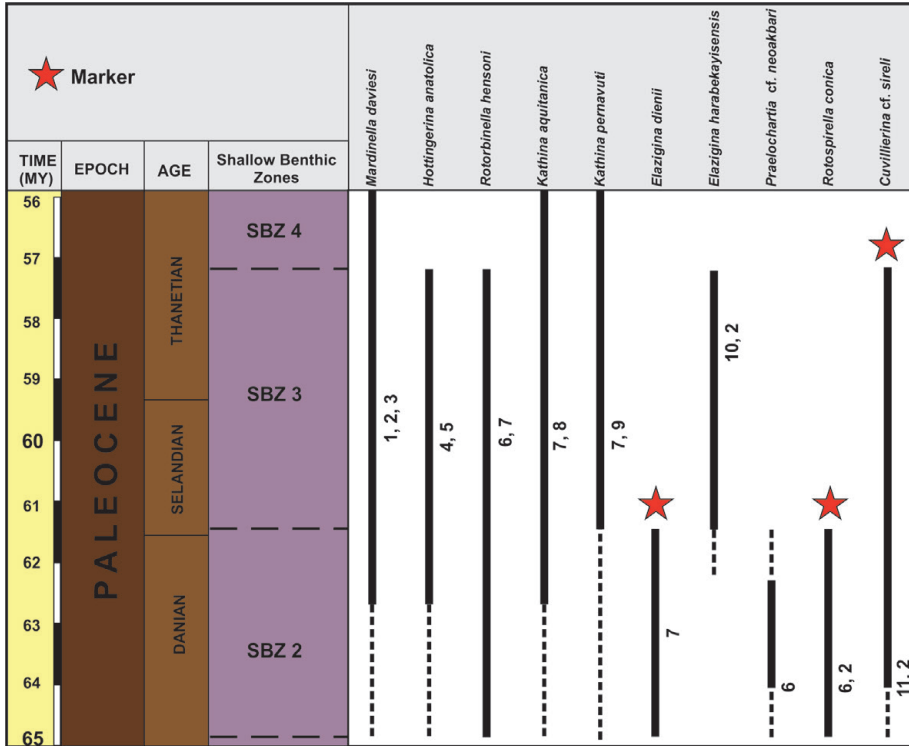 Marker
TIME
(MY)
EPOCH
AGE
Shallow Benthic
Zones
Mardinella daviesi
Hottingerina anatolica
Rotorbinella hensoni
Kathina aquitanica
Kathina pernavuti
Elazigina dienii
Elazigina harabekayisensis
Praelochartia cf. neoakbari
Rotospirella conica
Cuvillierina cf. sireli
56
57
58
59
60
61
62
63
64
65
PALEOCENE
THANETIAN
SELANDIAN
DANIAN
SBZ 4
SBZ 3
SBZ 2
1, 2, 3
4, 5
6, 7
7, 8
7, 9
7
10, 2
6
6, 2
11, 2